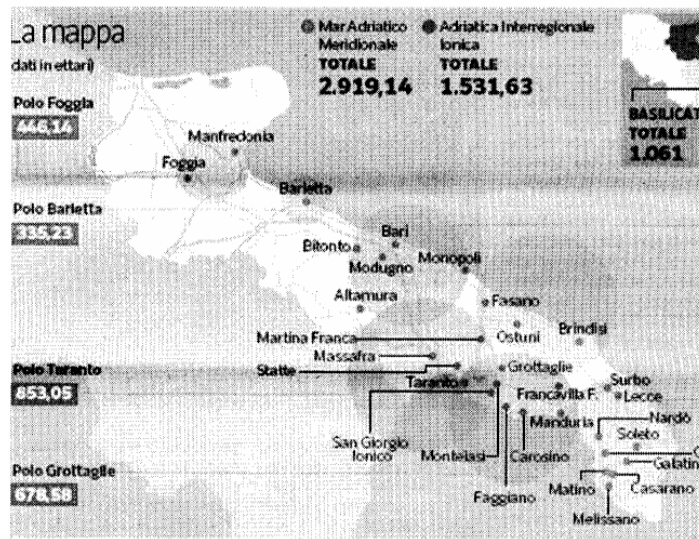 La mappa
(dati in ettari)
Mar Adriatico
Meridionale
TOTALE
2.919,14
Adriatica Interregionale
Ionica
TOTALE
1.531,63
BASILICAT
TOTALE
1.061
Polo Foggia
446,14
Polo Barletta
335,23
Polo Taranto
853,05
Polo Grottaglie
678,58
Manfredonia
Foggia
Barletta
Bari
Bitonto
Modugno
Monopoli
Altamura
Fasano
Martina Franca
Ostuni
Brindisi
Massafra
Statte
Grottaglie
Taranto
Francavilla F.
Surbo
Lecce
Manduria
Nardò
San Giorgio
Ionico
Monteiasi
Carosino
Soleto
Galatin
Faggiano
Matino
Casarano
Melissano